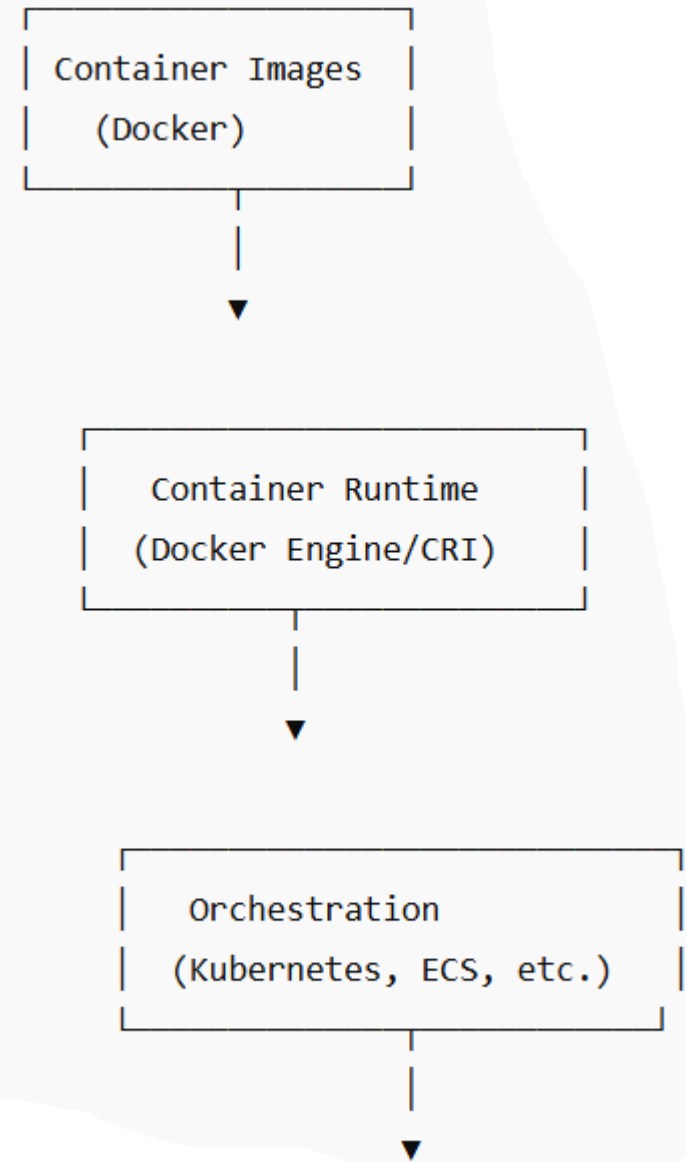 Container Images
(Docker)
Container Runtime
(Docker Engine/CRI)
Orchestration
(Kubernetes, ECS, etc.)